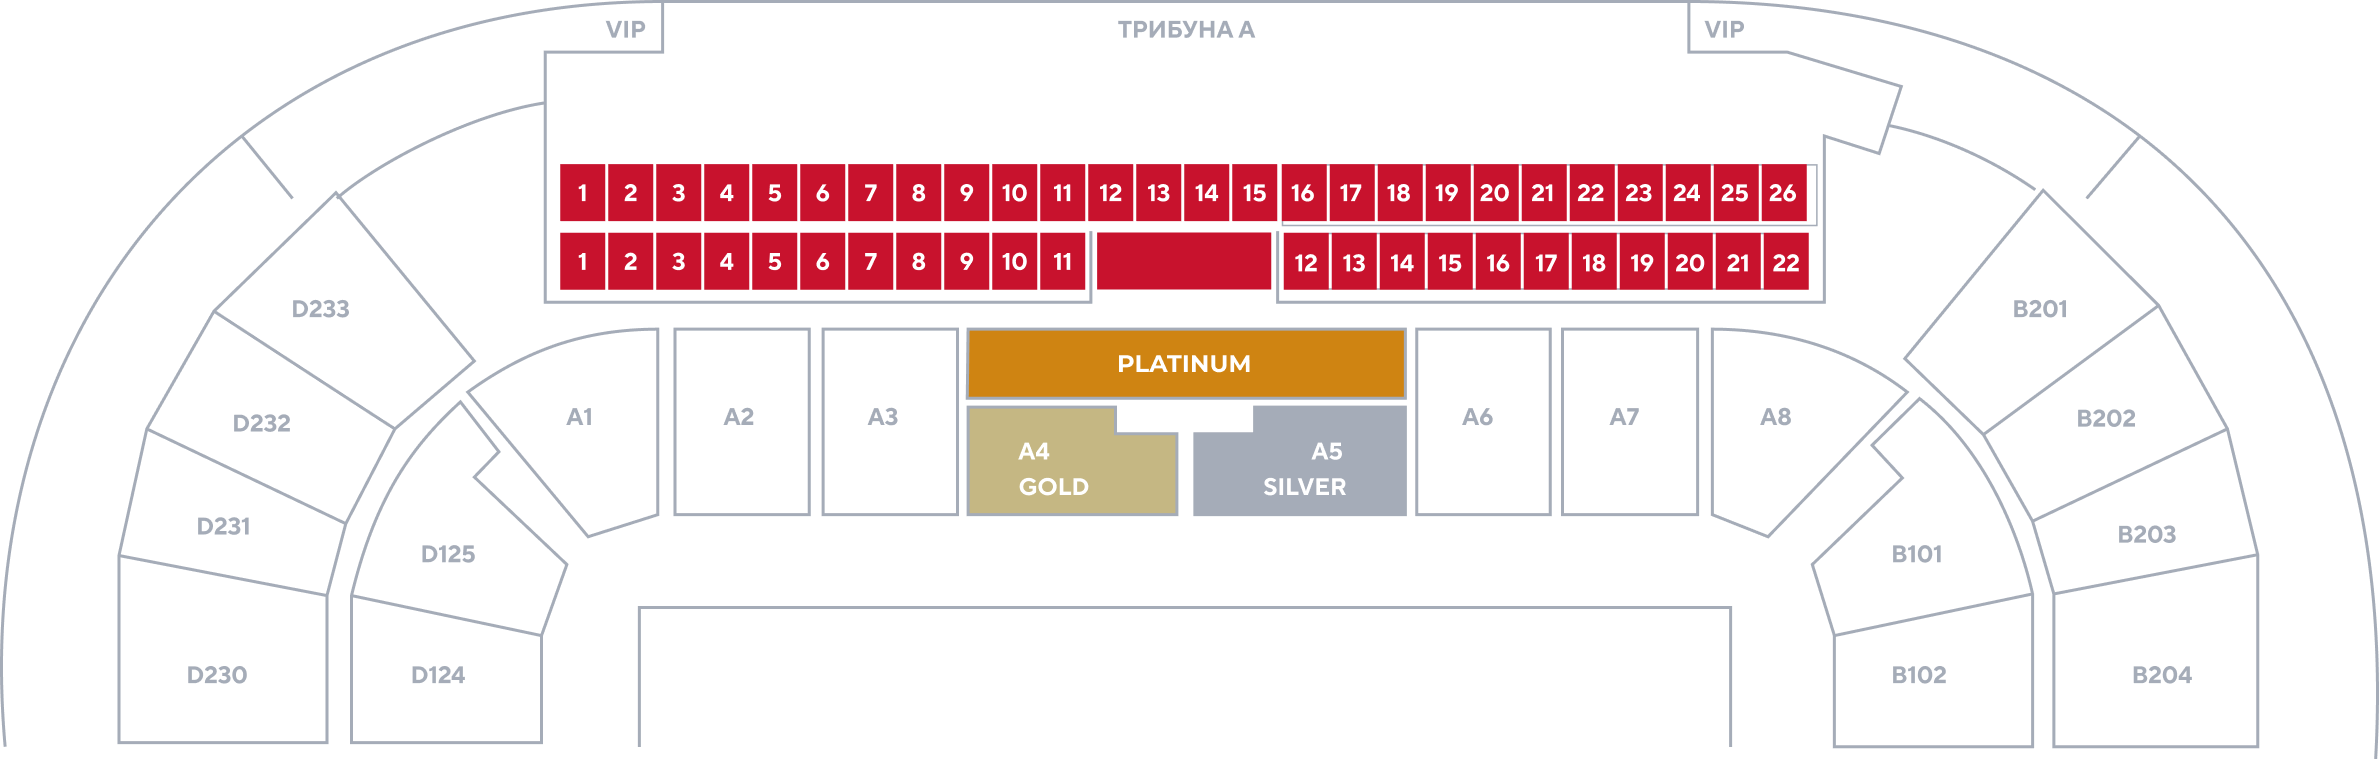 VIP ТРИБУНА А VIP
1 2 3 4 5 6 7 8 9 10 11 12 13 14 15 16 17 18 19 20 21 22 23 24 25 26
1 2 3 4 5 6 7 8 9 10 11 12 13 14 15 16 17 18 19 20 21 22
D233 B201
PLATINUM
D232 A1 A2 A3 A6 A7 A8 B202
A4 A5
GOLD SILVER
D231 B203
D125 B101
D230 D124 B102 B204